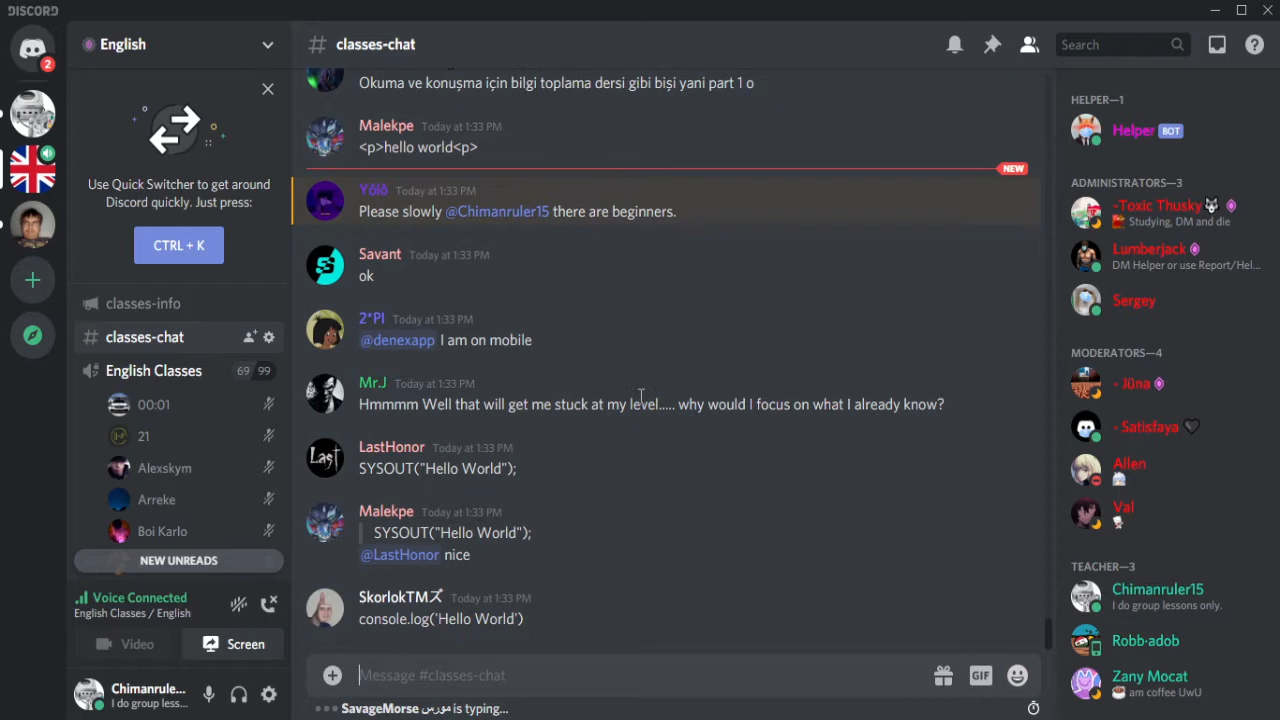 DISCORD
2
English
Use Quick Switcher to get around
Discord quickly. Just press:
CTRL + K
classes-info
classes-chat
English Classes 69 99
00:01
21
Alexskym
Arreke
Boi Karlo
NEW UNREADS
Voice Connected
English Classes / English
Video
Screen
Chimanrule...
I do group less...
# classes-chat
Search
Okuma ve konuşma için bilgi toplama dersi gibi bişi yani part 1 o
Malekpe Today at 1:33 PM
<p>hello world<p>
NEW
Yólō Today at 1:33 PM
Please slowly @Chimanruler15 there are beginners.
Savant Today at 1:33 PM
ok
2*PI Today at 1:33 PM
@denexapp I am on mobile
Mr.J Today at 1:33 PM
Hmmmm Well that will get me stuck at my level..... why would I focus on what I already know?
LastHonor Today at 1:33 PM
SYSOUT("Hello World");
Malekpe Today at 1:33 PM
SYSOUT("Hello World");
@LastHonor nice
SkorlokTMズ Today at 1:33 PM
console.log('Hello World')
Message #classes-chat
GIF
SavageMorse مورس is typing...
HELPER—1
Helper BOT
ADMINISTRATORS—3
Toxic Thusky
Studying, DM and die
Lumberjack
DM Helper or use Report/Hel...
Sergey
MODERATORS—4
Jüna
Satisfaya
Allen
Val
TEACHER—3
Chimanruler15
I do group lessons only.
Robb·adob
Zany Mocat
am coffee UwU